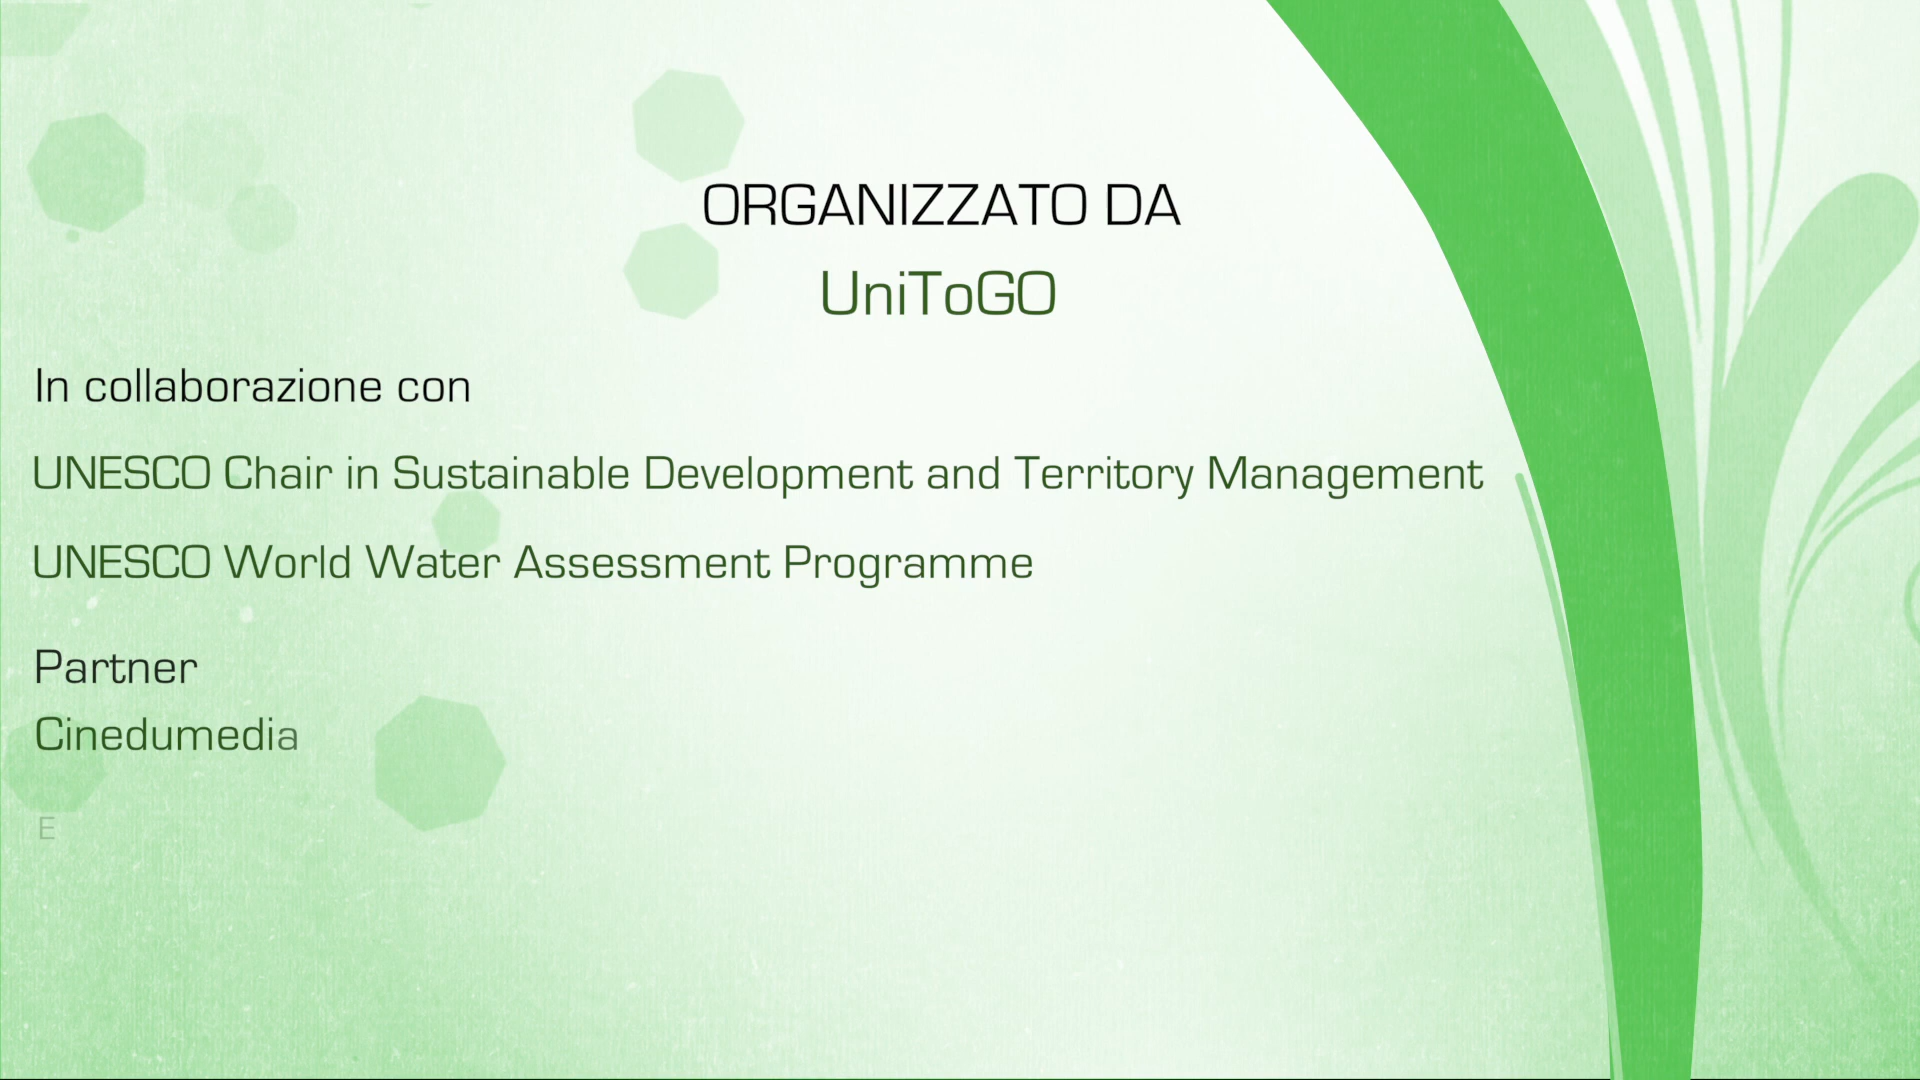 ORGANIZZATO DA
UniToGO
In collaborazione con
UNESCO Chair in Sustainable Development and Territory Management
UNESCO World Water Assessment Programme
Partner
Cinedumedia
E